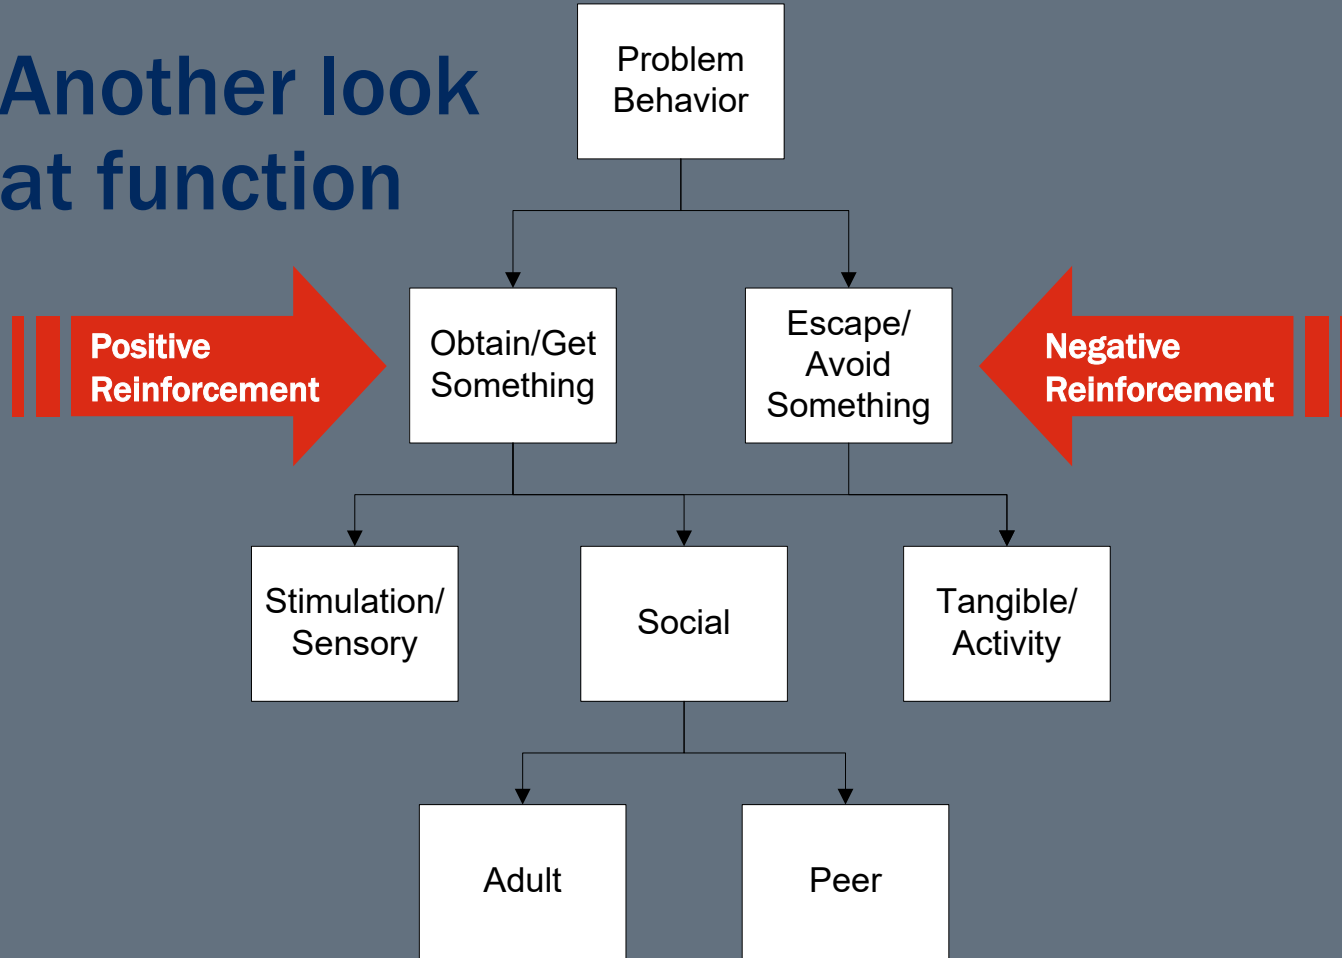 Another look
at function
Problem
Behavior
Positive
Reinforcement
Obtain/Get
Something
Escape/
Avoid
Something
Negative
Reinforcement
Stimulation/
Sensory
Social
Tangible/
Activity
Adult
Peer